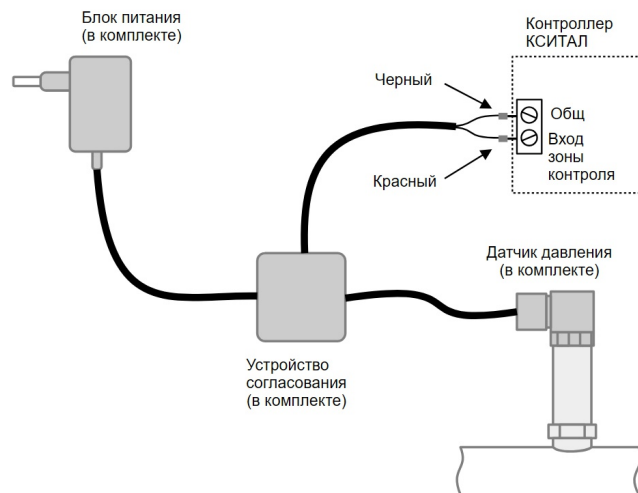 Блок питания
(в комплекте)
Контроллер
КСИТАЛ
Черный
Общ
Вход
зоны
контроля
Красный
Датчик давления
(в комплекте)
Устройство
согласования
(в комплекте)